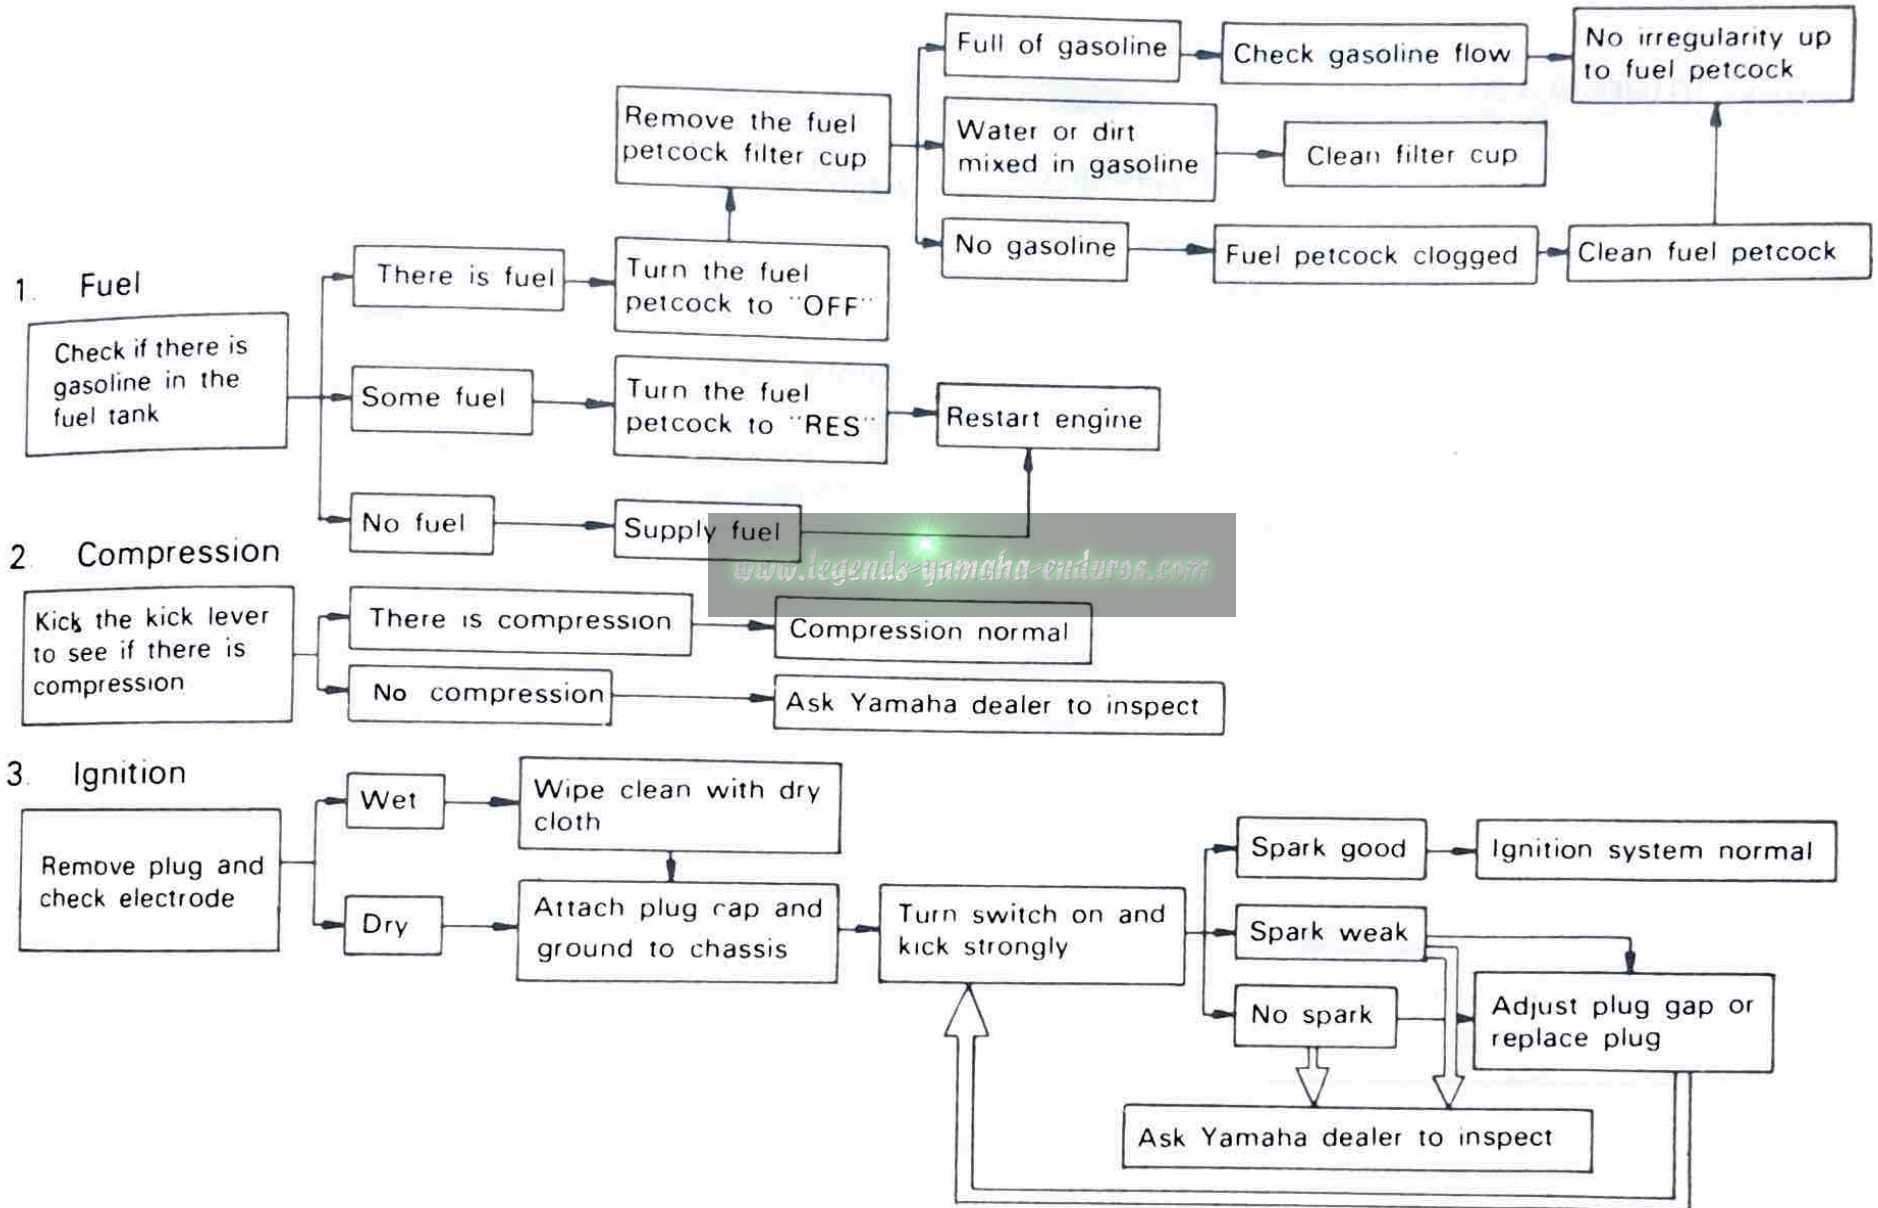 1. Fuel
Check if there is
gasoline in the
fuel tank
There is fuel
Turn the fuel
petcock to "OFF"
Remove the fuel
petcock filter cup
Full of gasoline
Check gasoline flow
No irregularity up
to fuel petcock
Water or dirt
mixed in gasoline
Clean filter cup
No gasoline
Fuel petcock clogged
Clean fuel petcock
Some fuel
Turn the fuel
petcock to "RES"
Restart engine
No fuel
Supply fuel
www.legends-yamaha-enduros.com
2. Compression
Kick the kick lever
to see if there is
compression
There is compression
Compression normal
No compression
Ask Yamaha dealer to inspect
3. Ignition
Remove plug and
check electrode
Wet
Wipe clean with dry
cloth
Dry
Attach plug cap and
ground to chassis
Turn switch on and
kick strongly
Spark good
Ignition system normal
Spark weak
No spark
Adjust plug gap or
replace plug
Ask Yamaha dealer to inspect